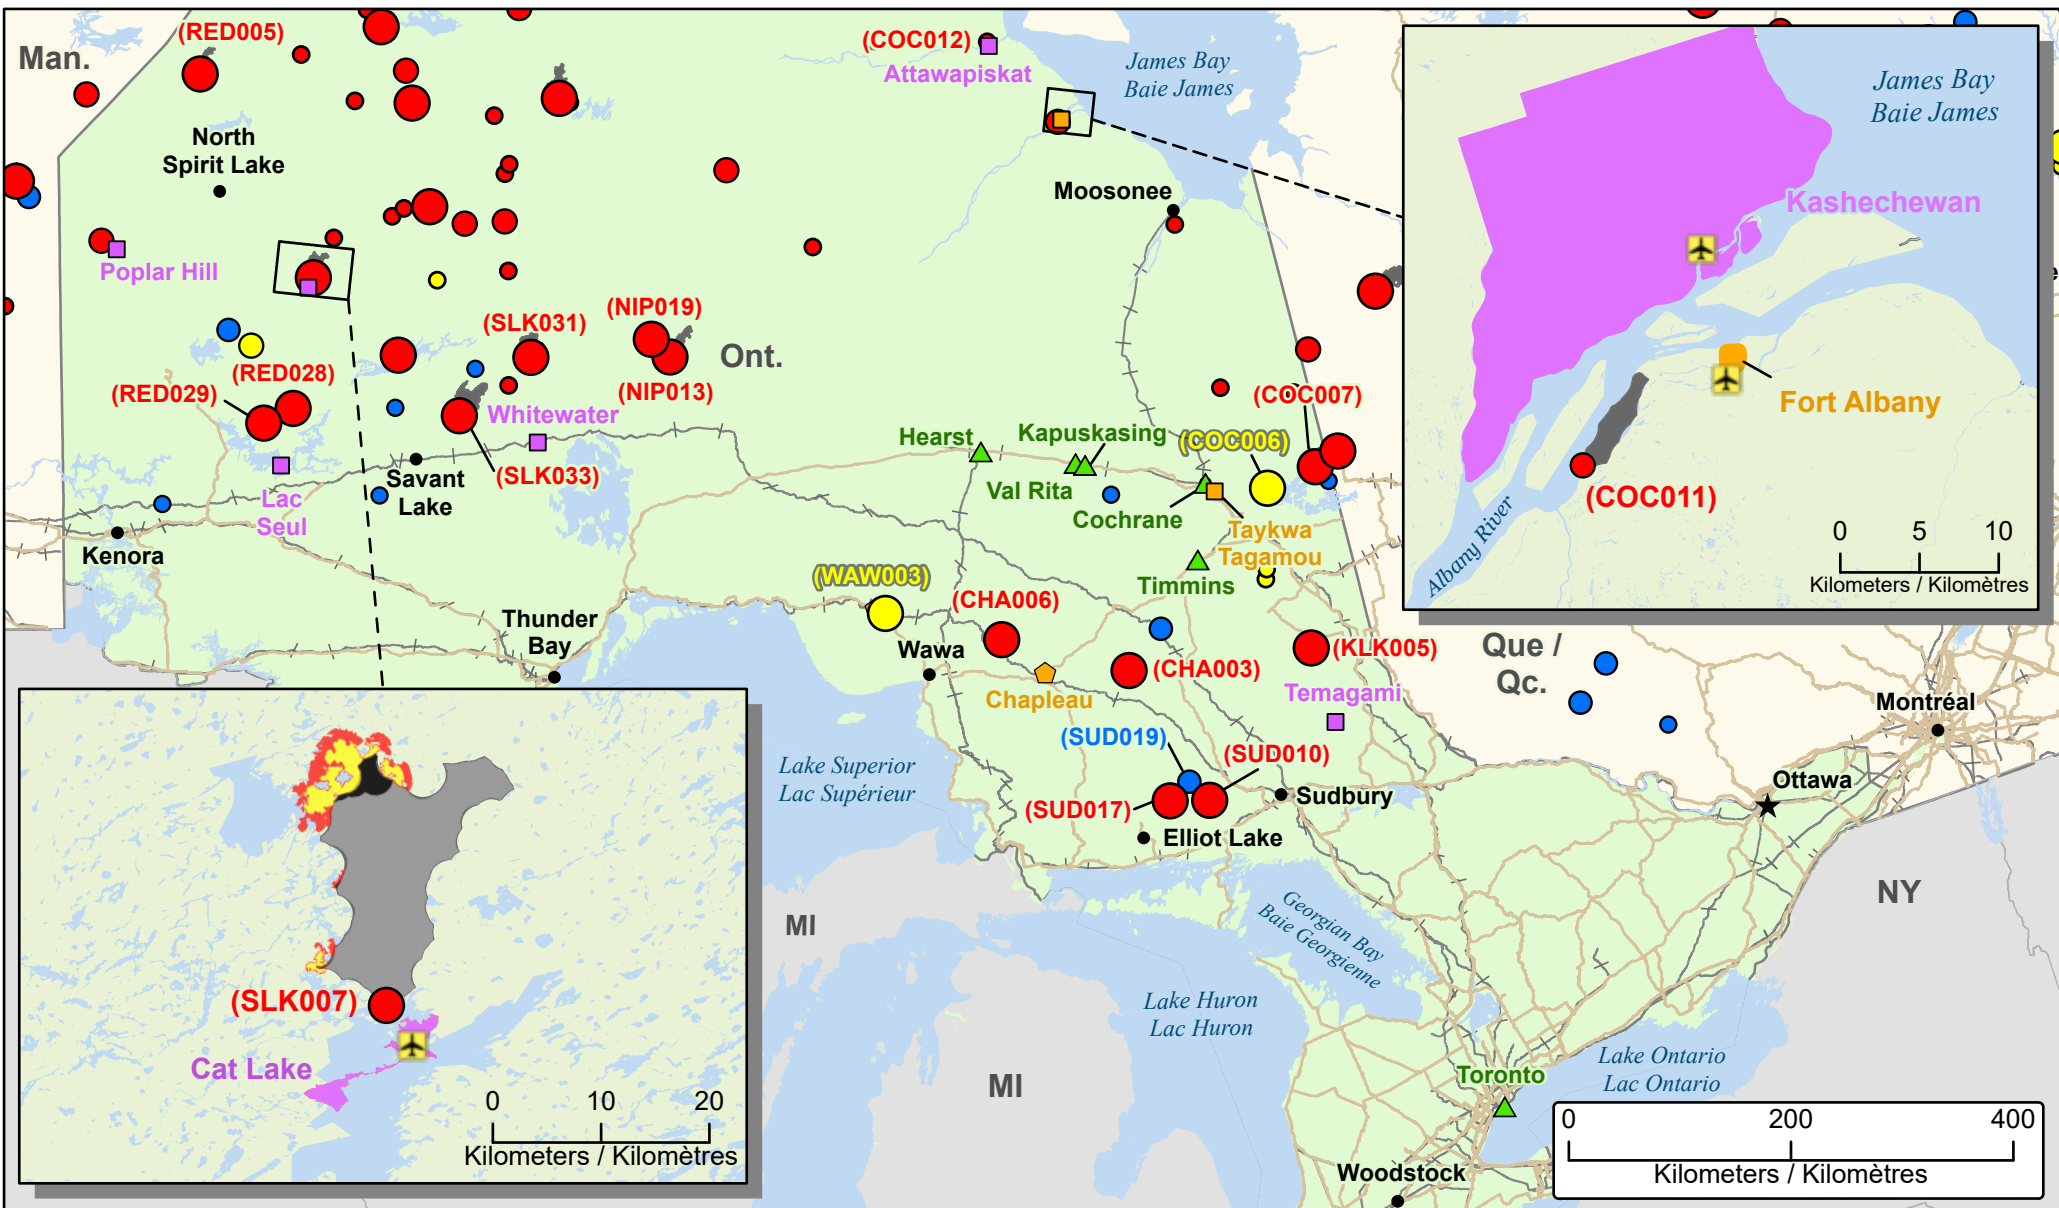 (RED005)
Man.
North
Spirit Lake
Poplar Hill
(COC012)
Attawapiskat
James Bay
Baie James
Moosonee
(NIP019)
(SLK031)
(NIP013)
Ont.
(RED028)
(RED029)
Whitewater
(SLK033)
Savant
Lake
Lac
Seul
Kenora
Thunder
Bay
Hearst
Kapuskasing
Val Rita
Cochrane
(COC006)
(COC007)
Taykwa
Tagamou
Timmins
(WAW003)
Wawa
(CHA006)
Chapleau
(CHA003)
(KLK005)
Temagami
(SUD019)
(SUD010)
(SUD017)
Sudbury
Elliot Lake
Que /
Qc.
Montréal
Ottawa
NY
MI
MI
Lake Superior
Lac Supérieur
Georgian Bay
Baie Georgienne
Lake Huron
Lac Huron
Lake Ontario
Lac Ontario
Toronto
Woodstock
0 200 400
Kilometers / Kilomètres
James Bay
Baie James
Kashechewan
Fort Albany
(COC011)
Albany River
0 5 10
Kilometers / Kilomètres
(SLK007)
Cat Lake
0 10 20
Kilometers / Kilomètres